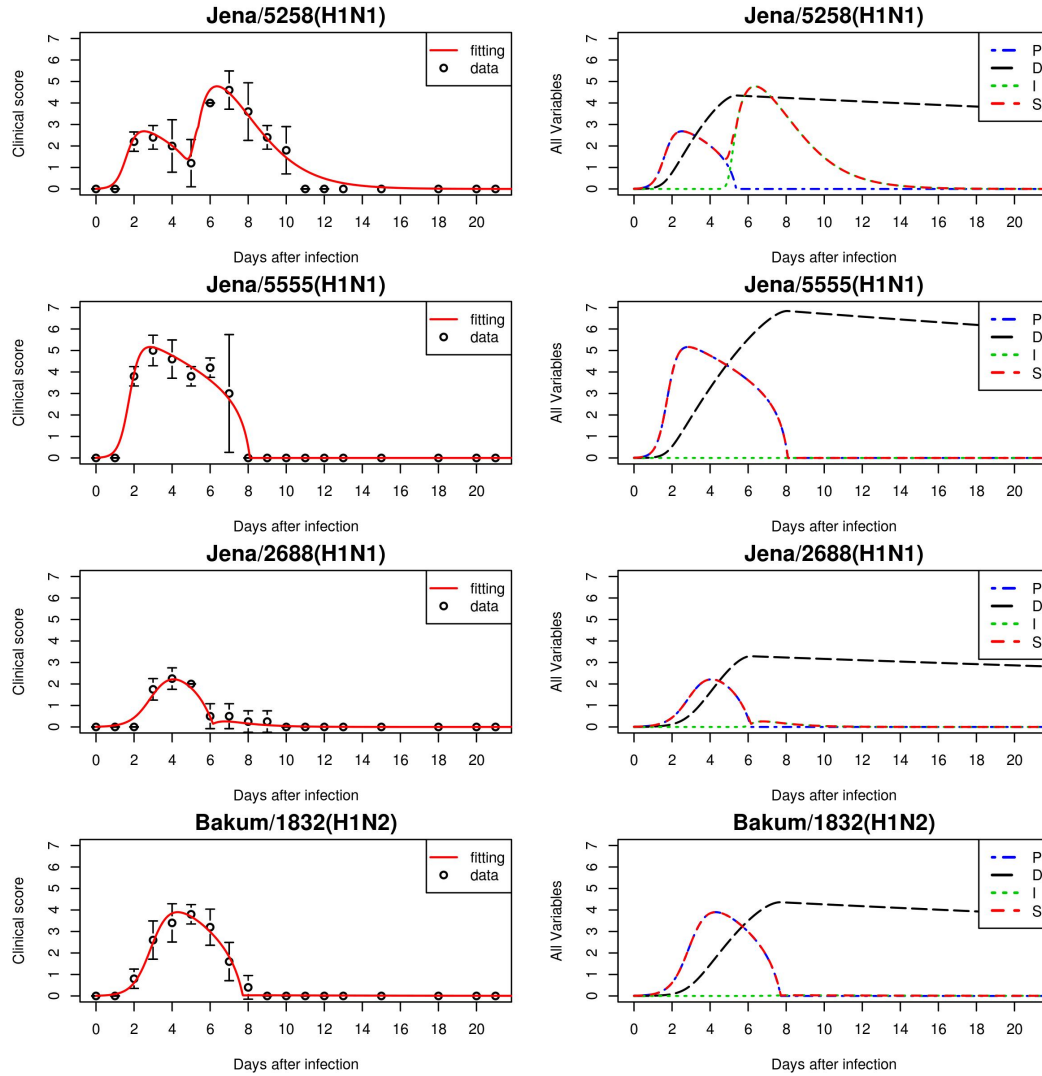 Jena/5258(H1N1)
Clinical score
0 1 2 3 4 5 6 7
fitting
data
0 2 4 6 8 10 12 14 16 18 20
Days after infection
Jena/5258(H1N1)
All Variables
0 1 2 3 4 5 6 7
P
D
I
S
0 2 4 6 8 10 12 14 16 18 20
Days after infection
Jena/5555(H1N1)
Clinical score
0 1 2 3 4 5 6 7
fitting
data
0 2 4 6 8 10 12 14 16 18 20
Days after infection
Jena/5555(H1N1)
All Variables
0 1 2 3 4 5 6 7
P
D
I
S
0 2 4 6 8 10 12 14 16 18 20
Days after infection
Jena/2688(H1N1)
Clinical score
0 1 2 3 4 5 6 7
fitting
data
0 2 4 6 8 10 12 14 16 18 20
Days after infection
Jena/2688(H1N1)
All Variables
0 1 2 3 4 5 6 7
P
D
I
S
0 2 4 6 8 10 12 14 16 18 20
Days after infection
Bakum/1832(H1N2)
Clinical score
0 1 2 3 4 5 6 7
fitting
data
0 2 4 6 8 10 12 14 16 18 20
Days after infection
Bakum/1832(H1N2)
All Variables
0 1 2 3 4 5 6 7
P
D
I
S
0 2 4 6 8 10 12 14 16 18 20
Days after infection